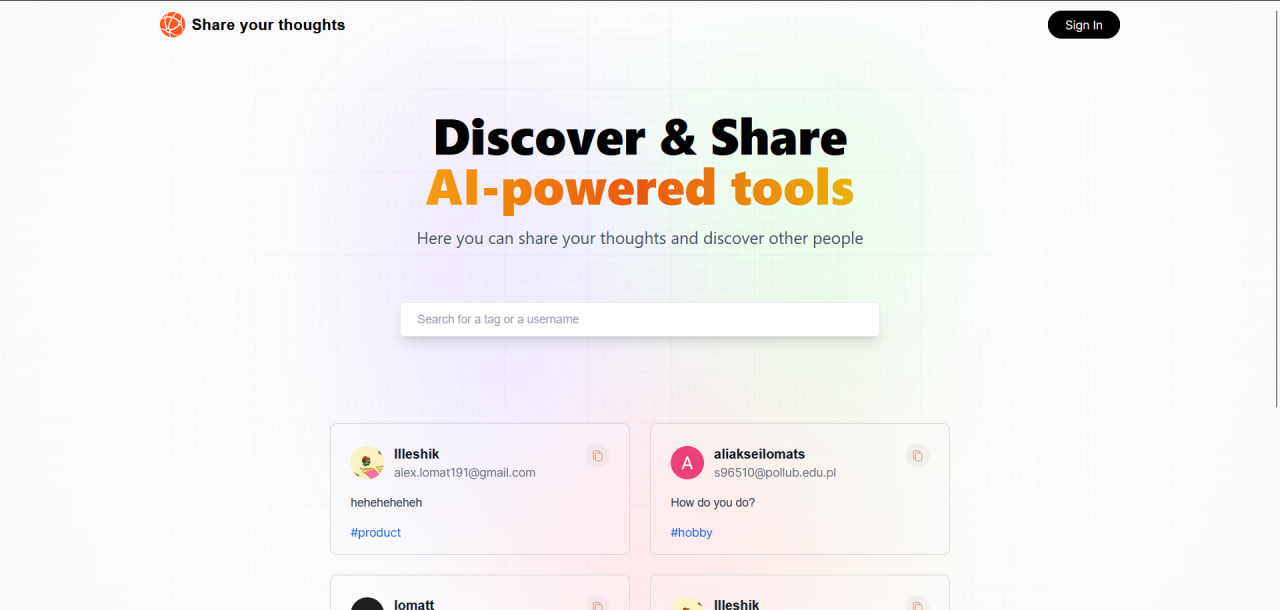 Share your thoughts
Sign In
Discover & Share
AI-powered tools
Here you can share your thoughts and discover other people
Search for a tag or a username
Illeshik
alex.lomat191@gmail.com
heheheheheh
#product
A
aliakseilomats
s96510@pollub.edu.pl
How do you do?
#hobby
lomatt
Illeshik